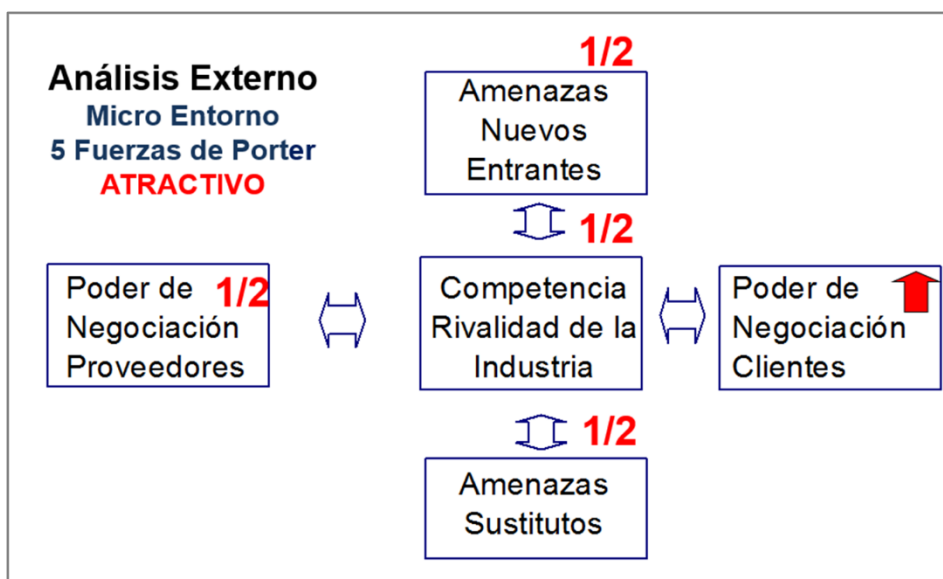 Análisis Externo
Micro Entorno
5 Fuerzas de Porter
ATRACTIVO
1/2
Amenazas
Nuevos
Entrantes
1/2
Poder de 1/2
Negociación
Proveedores
Competencia
Rivalidad de la
Industria
Poder de
Negociación
Clientes
1/2
Amenazas
Sustitutos